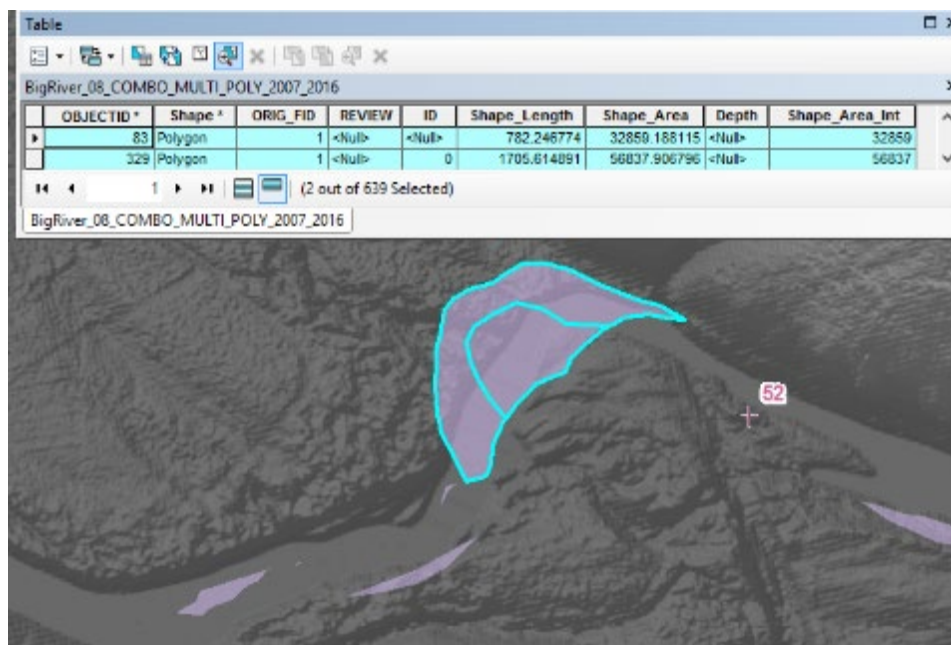 Table
BigRiver_08_COMBO_MULTI_POLY_2007_2016
OBJECTID * Shape * ORIG_FID REVIEW ID Shape_Length Shape_Area Depth Shape_Area_Int
83 Polygon 1 <Null> <Null> 782.246774 32859.188115 <Null> 32859
329 Polygon 1 <Null> 0 1705.614891 56837.906796 <Null> 56837
1 (2 out of 639 Selected)
BigRiver_08_COMBO_MULTI_POLY_2007_2016
52